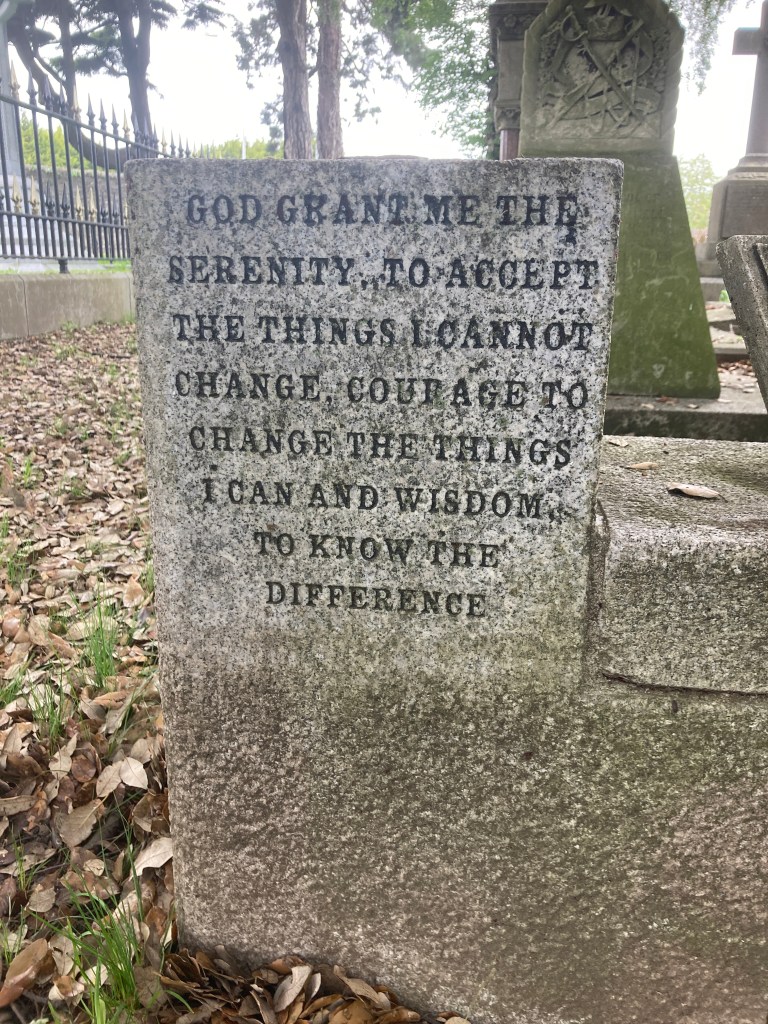 GOD GRANT ME THE
SERENITY, TO ACCEPT
THE THINGS I CANNOT
CHANGE, COURAGE TO
CHANGE THE THINGS
I CAN AND WISDOM,
TO KNOW THE
DIFFERENCE